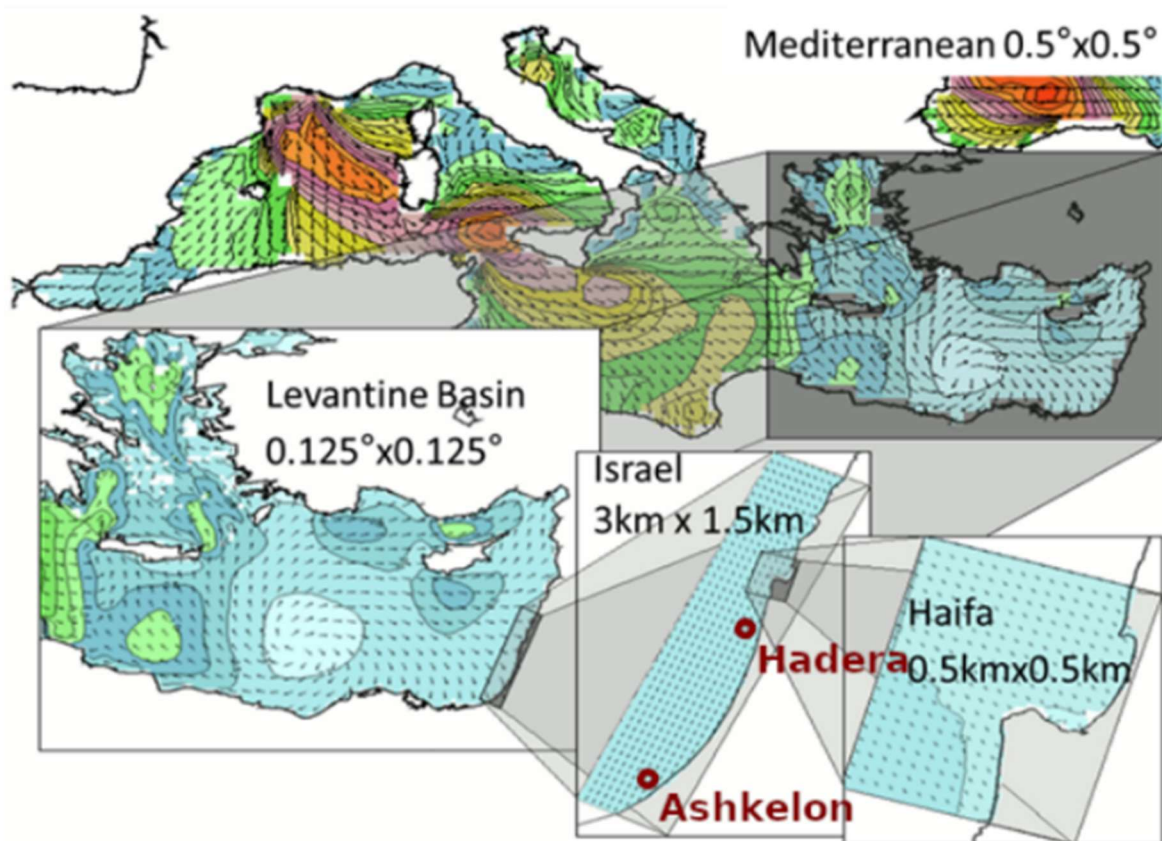 Mediterranean 0.5°x0.5°
Levantine Basin
0.125°x0.125°
Israel
3km x 1.5km
Haifa
0.5kmx0.5km
Hadera
Ashkelon